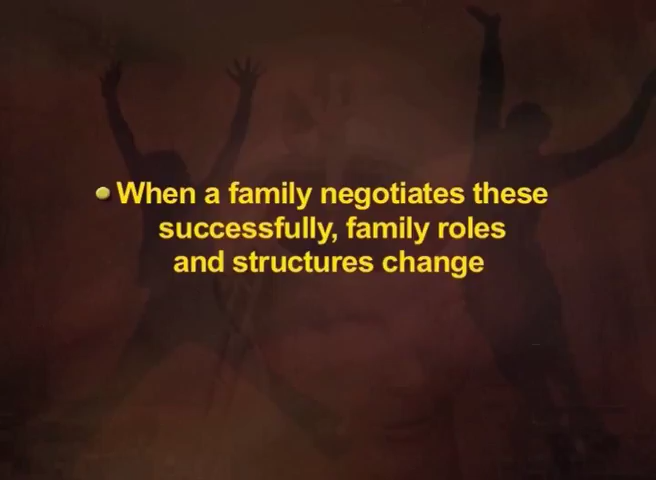 When a family negotiates these
successfully, family roles
and structures change